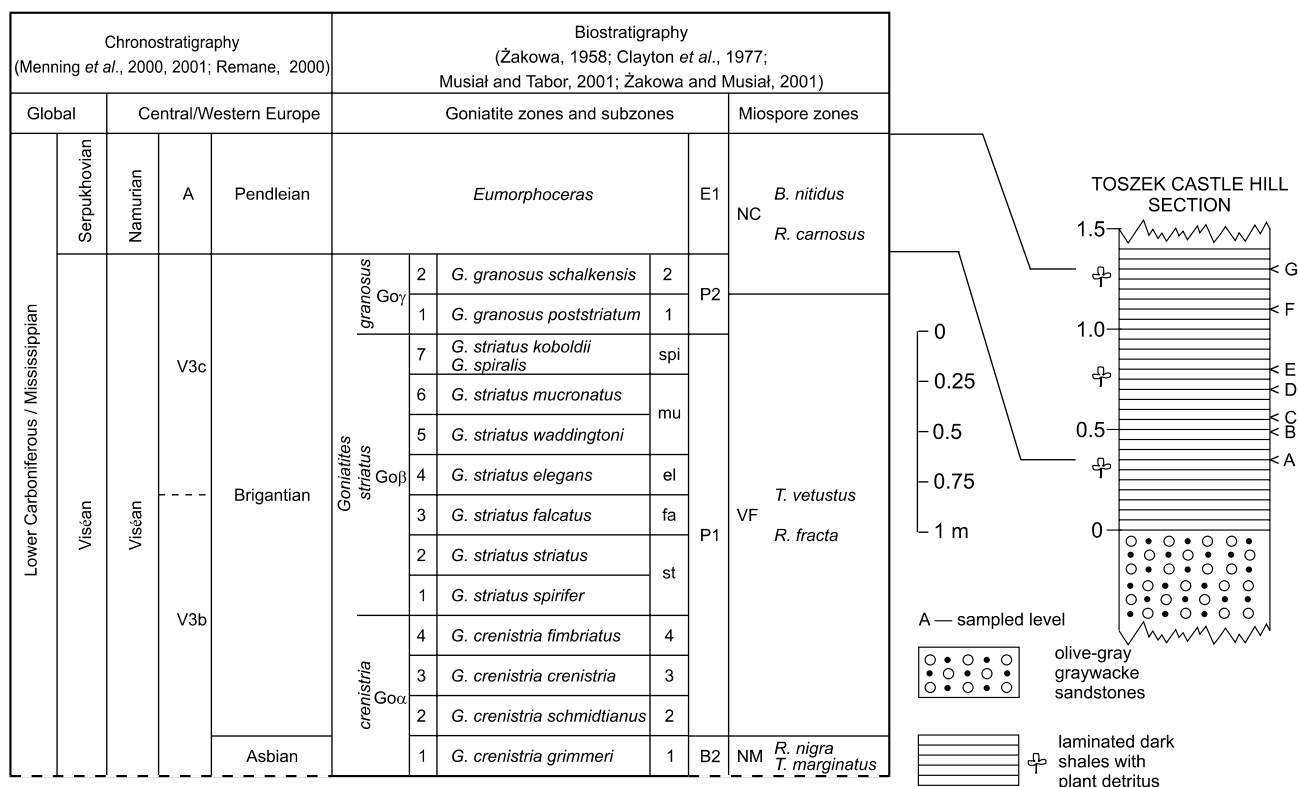 Chronostratigraphy
(Menning et al., 2000, 2001; Remane, 2000)
Biostratigraphy
(Żakowa, 1958; Clayton et al., 1977;
Musiał and Tabor, 2001; Żakowa and Musiał, 2001)
Global
Central/Western Europe
Goniatite zones and subzones
Miospore zones
Lower Carboniferous / Mississippian
Serpukhovian
Namurian
A
Pendleian
Eumorphoceras
E1
NC
B. nitidus
R. carnosus
Viséan
Viséan
V3c
V3b
Brigantian
Asbian
Goniatites
granosus
Goγ
2
G. granosus schalkensis
2
P2
1
G. granosus poststriatum
1
striatus
Goβ
7
G. striatus koboldii
G. spiralis
spi
6
G. striatus mucronatus
mu
5
G. striatus waddingtoni
4
G. striatus elegans
el
3
G. striatus falcatus
fa
2
G. striatus striatus
st
1
G. striatus spirifer
P1
VF
T. vetustus
R. fracta
crenistria
Goα
4
G. crenistria fimbriatus
4
3
G. crenistria crenistria
3
2
G. crenistria schmidtianus
2
1
G. crenistria grimmeri
1
B2
NM
R. nigra
T. marginatus
0
0.25
0.5
0.75
1 m
TOSZEK CASTLE HILL
SECTION
1.5
1.0
0.5
0
G
F
E
D
C
B
A
A — sampled level
olive-gray
graywacke
sandstones
laminated dark
shales with
plant detritus